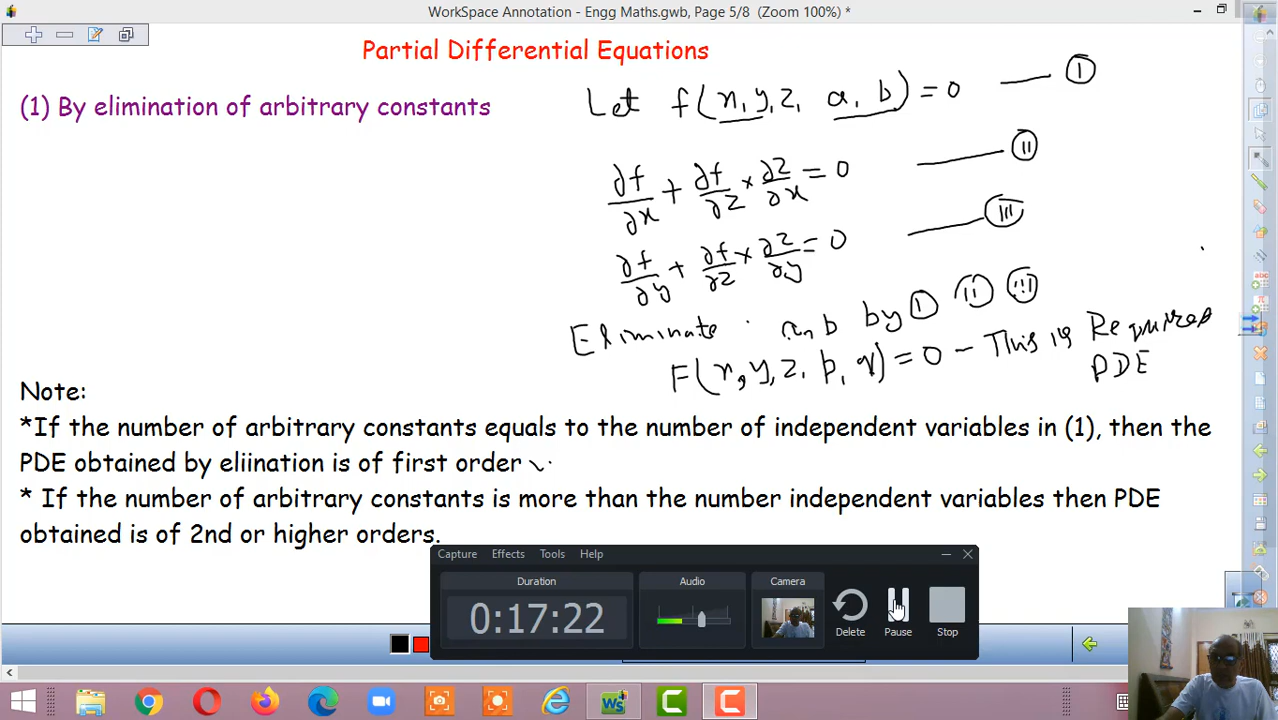 WorkSpace Annotation - Engg Maths.gwb, Page 5/8 (Zoom 100%) *
Partial Differential Equations
(1) By elimination of arbitrary constants
Let f(x, y, z, a, b) = 0 — (I)
∂f/∂x + ∂f/∂z × ∂z/∂x = 0 — (II)
∂f/∂y + ∂f/∂z × ∂z/∂y = 0 — (III)
Eliminate a, b by (I) (II) (III)
F(x, y, z, p, q) = 0 – This is Required
PDE
Note:
*If the number of arbitrary constants equals to the number of independent variables in (1), then the
PDE obtained by eliination is of first order
* If the number of arbitrary constants is more than the number independent variables then PDE
obtained is of 2nd or higher orders.
Capture Effects Tools Help
Duration Audio Camera
0:17:22
Delete Pause Stop